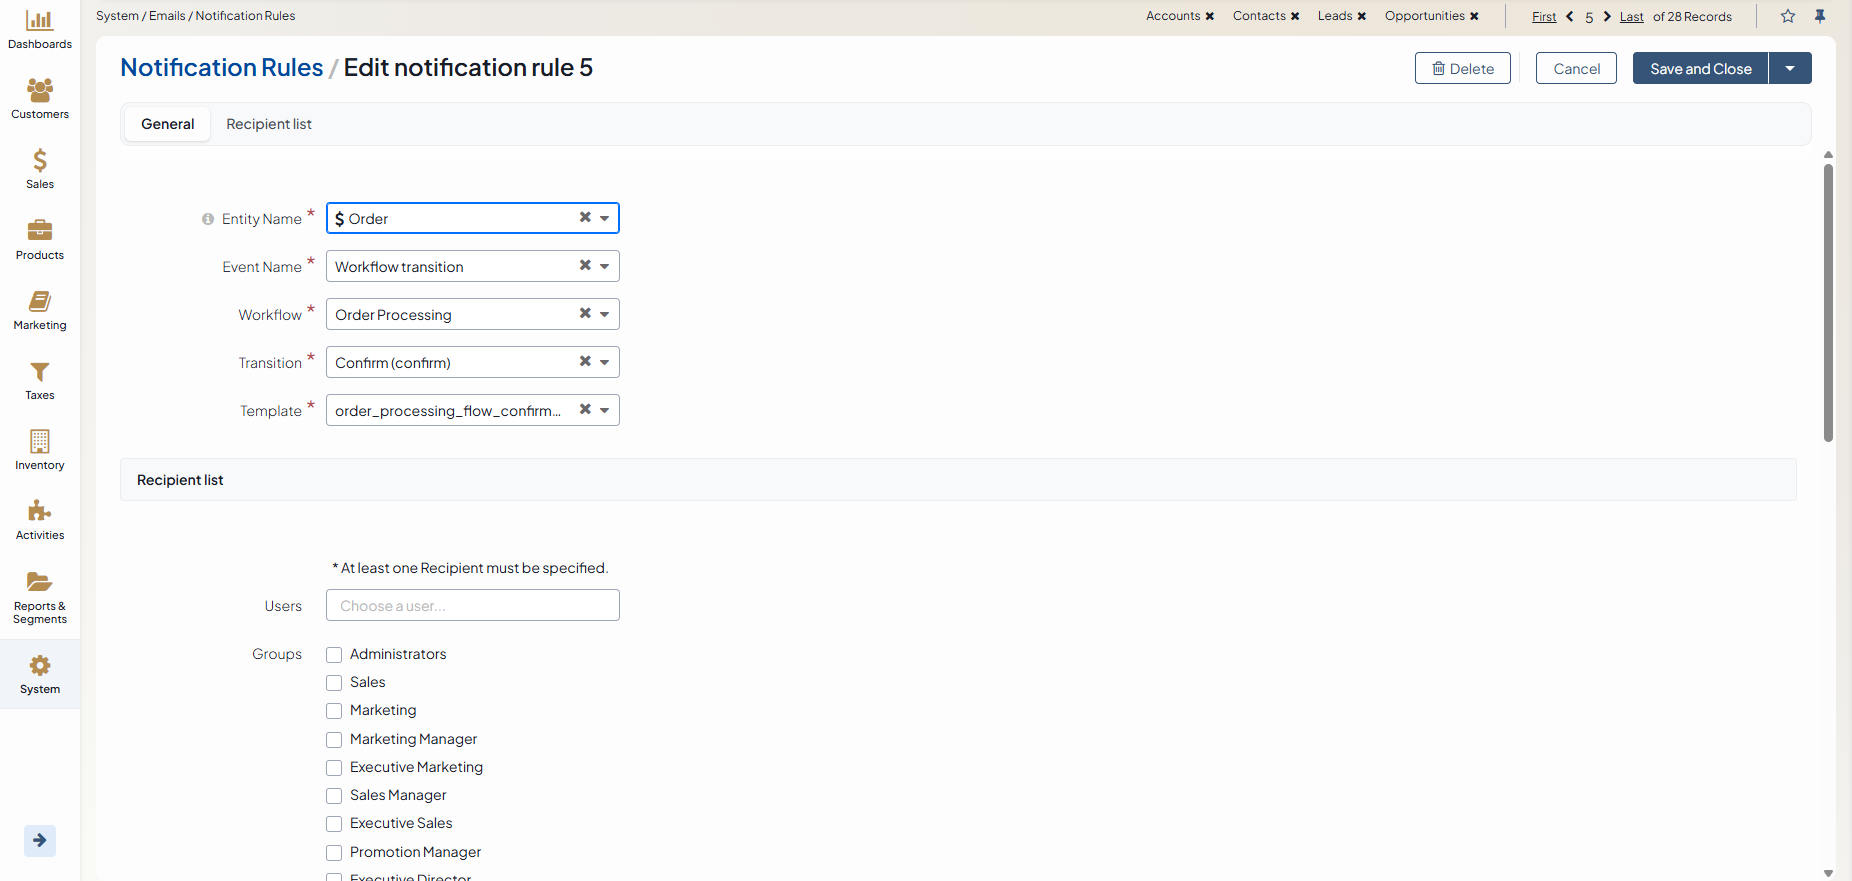 System / Emails / Notification Rules
Accounts Contacts Leads Opportunities First 5 Last of 28 Records
Dashboards
Customers
Sales
Products
Marketing
Taxes
Inventory
Activities
Reports &
Segments
System
Notification Rules / Edit notification rule 5
Delete Cancel Save and Close
General Recipient list
Entity Name * $ Order
Event Name * Workflow transition
Workflow * Order Processing
Transition * Confirm (confirm)
Template * order_processing_flow_confirm...
Recipient list
* At least one Recipient must be specified.
Users Choose a user...
Groups Administrators
Sales
Marketing
Marketing Manager
Executive Marketing
Sales Manager
Executive Sales
Promotion Manager
Executive Director